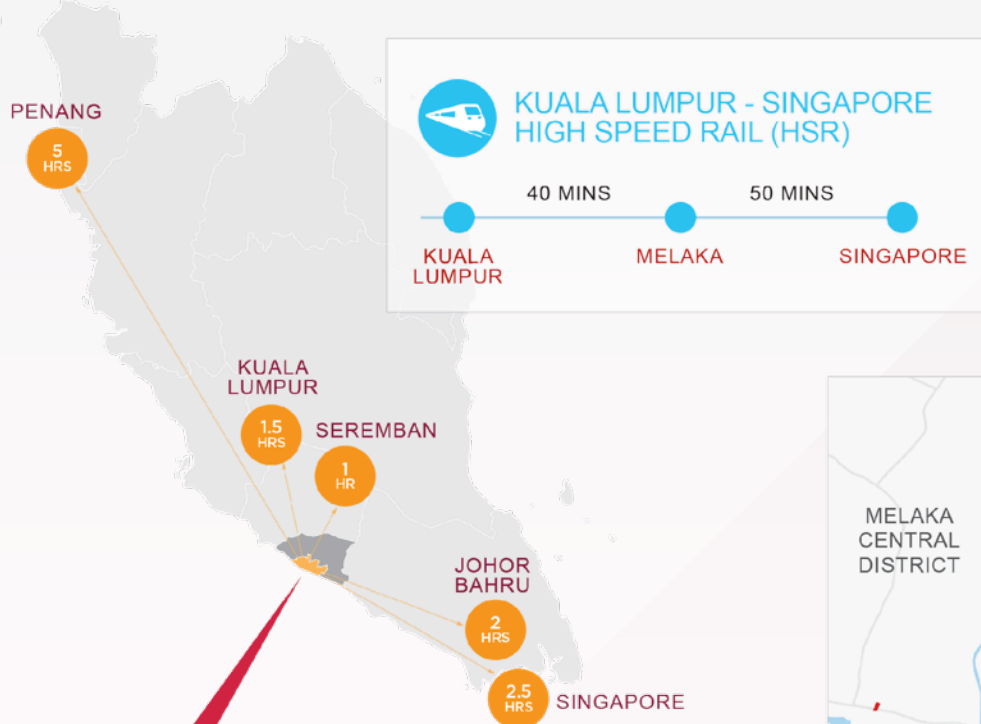 PENANG
5
HRS
KUALA LUMPUR - SINGAPORE
HIGH SPEED RAIL (HSR)
40 MINS
50 MINS
KUALA
LUMPUR
MELAKA
SINGAPORE
KUALA
LUMPUR
1.5
HRS
SEREMBAN
1
HR
MELAKA
CENTRAL
DISTRICT
JOHOR
BAHRU
2
HRS
2.5
HRS
SINGAPORE